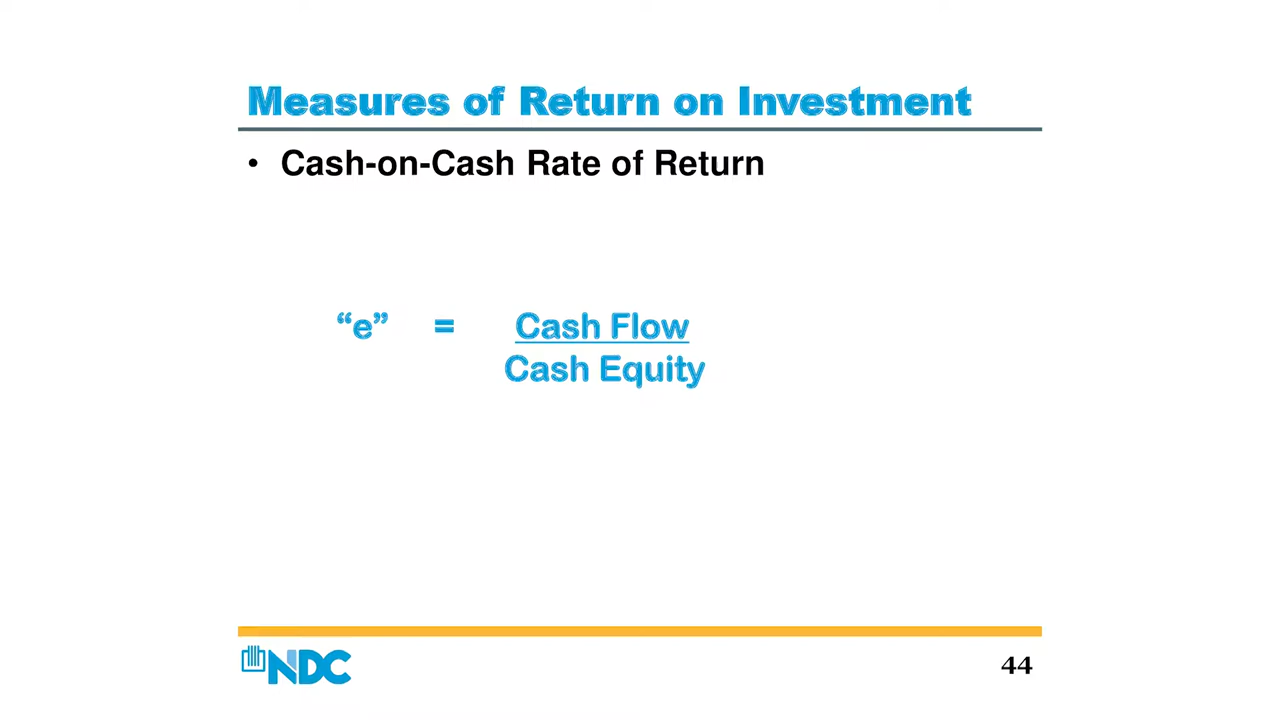 Measures of Return on Investment
• Cash-on-Cash Rate of Return
“e” = Cash Flow
Cash Equity
NDC
44